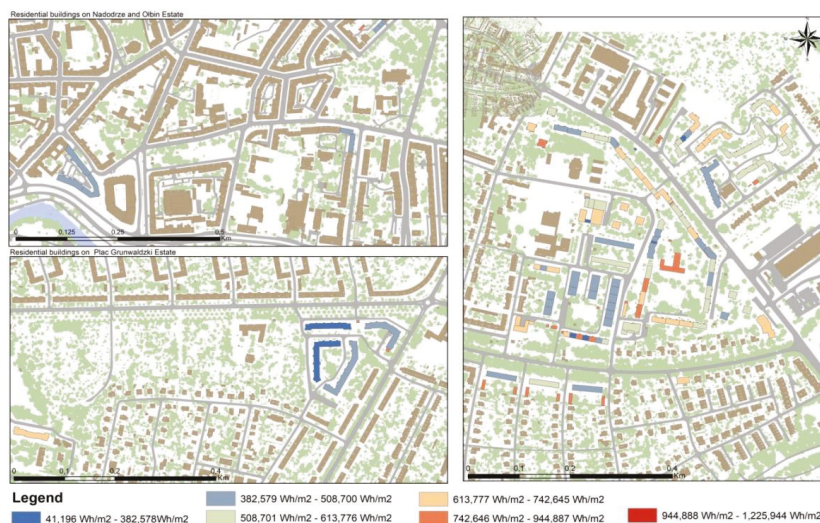 Residential buildings on Nadodrze and Ołbin Estate
0 0.125 0.25 0.5
Km
Residential buildings on Plac Grunwaldzki Estate
0 0.1 0.2 0.4
Km
0 0.1 0.2 0.4
Km
Legend
41,196 Wh/m2 - 382,578Wh/m2
382,579 Wh/m2 - 508,700 Wh/m2
508,701 Wh/m2 - 613,776 Wh/m2
613,777 Wh/m2 - 742,645 Wh/m2
742,646 Wh/m2 - 944,887 Wh/m2
944,888 Wh/m2 - 1,225,944 Wh/m2